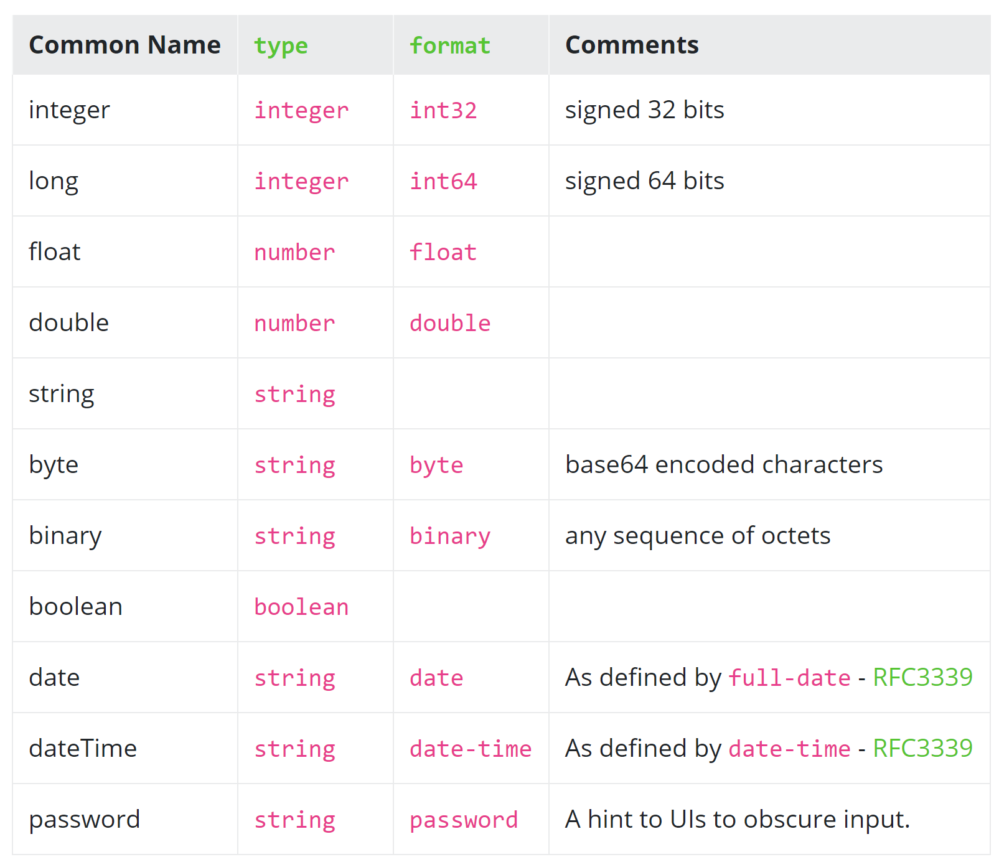 Common Name type format Comments
integer integer int32 signed 32 bits
long integer int64 signed 64 bits
float number float
double number double
string string
byte string byte base64 encoded characters
binary string binary any sequence of octets
boolean boolean
date string date As defined by full-date - RFC3339
dateTime string date-time As defined by date-time - RFC3339
password string password A hint to UIs to obscure input.